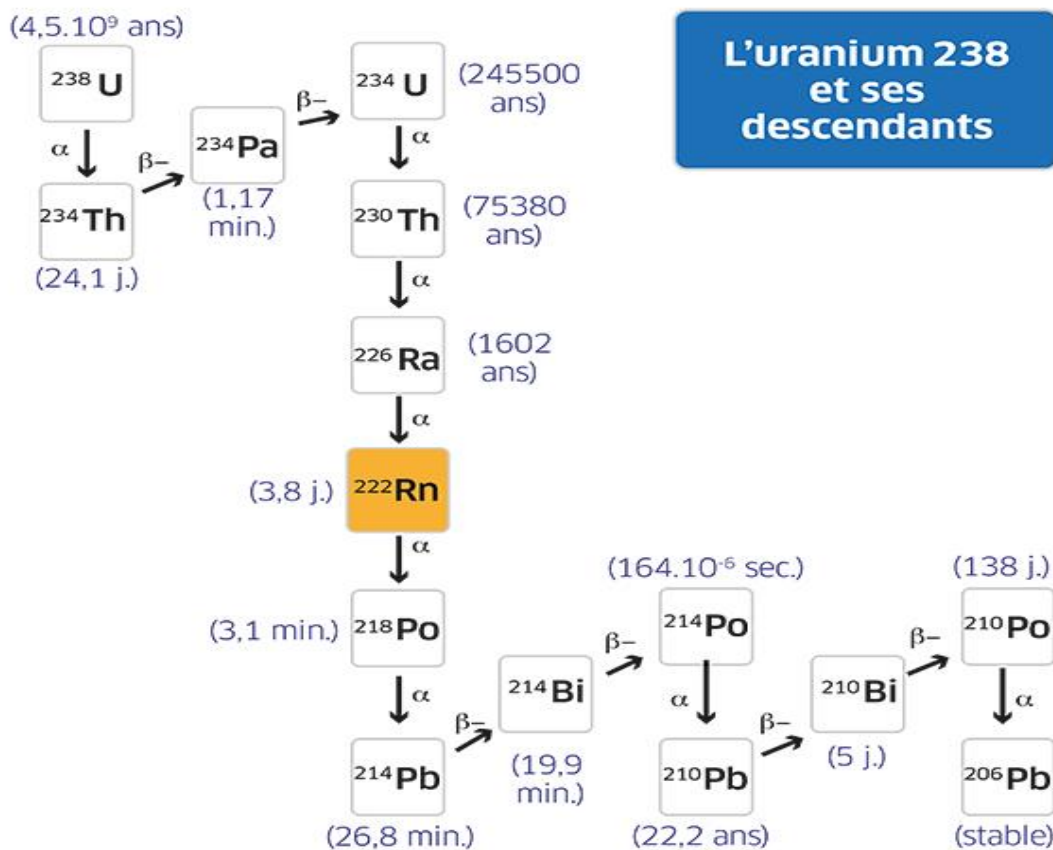 L'uranium 238
et ses
descendants
(4,5.10⁹ ans)
²³⁸U
α
²³⁴Th
(24,1 j.)
β–
²³⁴Pa
(1,17
min.)
β–
²³⁴U
(245500
ans)
α
²³⁰Th
(75380
ans)
α
²²⁶Ra
(1602
ans)
α
(3,8 j.)
²²²Rn
α
(3,1 min.)
²¹⁸Po
α
²¹⁴Pb
(26,8 min.)
β–
²¹⁴Bi
(19,9
min.)
β–
(164.10⁻⁶ sec.)
²¹⁴Po
α
²¹⁰Pb
(22,2 ans)
β–
²¹⁰Bi
(5 j.)
β–
(138 j.)
²¹⁰Po
α
²⁰⁶Pb
(stable)